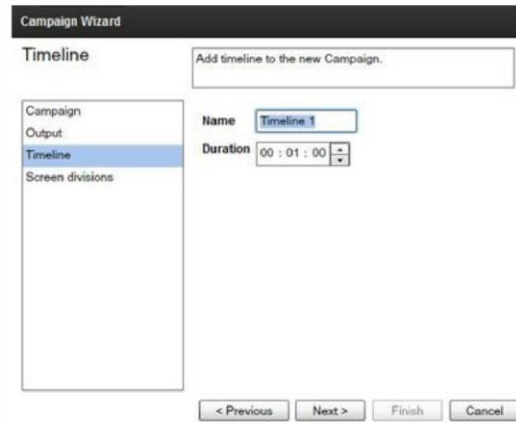 Campaign Wizard
Timeline
Add timeline to the new Campaign.
Campaign
Output
Timeline
Screen divisions
Name Timeline 1
Duration 00 : 01 : 00
< Previous Next > Finish Cancel